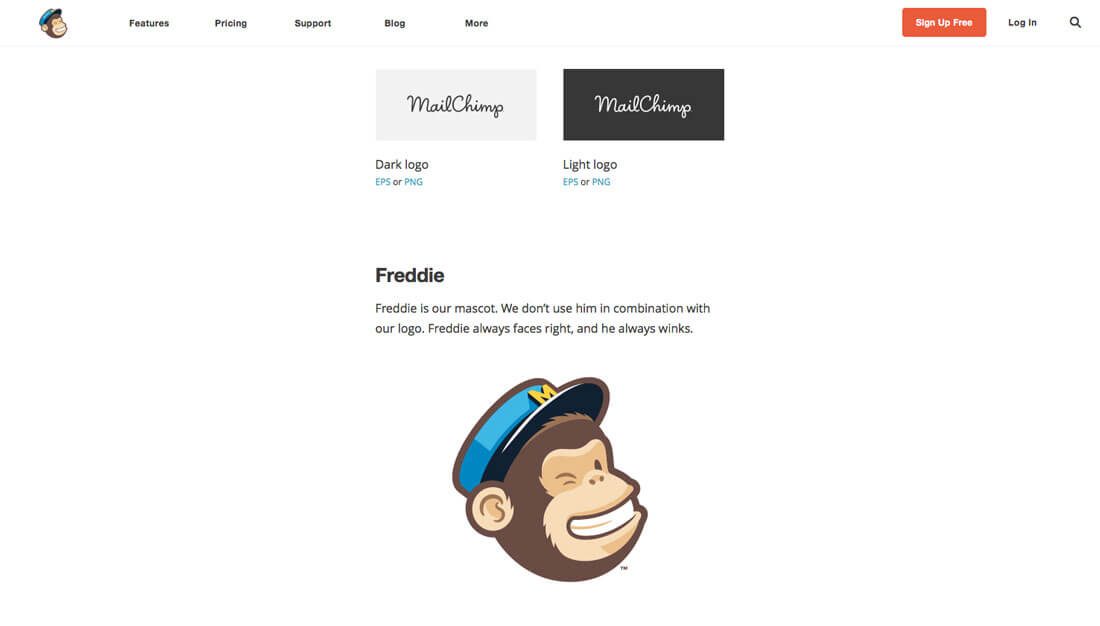 Features Pricing Support Blog More Sign Up Free Log In
MailChimp MailChimp
Dark logo Light logo
EPS or PNG EPS or PNG
Freddie
Freddie is our mascot. We don’t use him in combination with
our logo. Freddie always faces right, and he always winks.
M
™